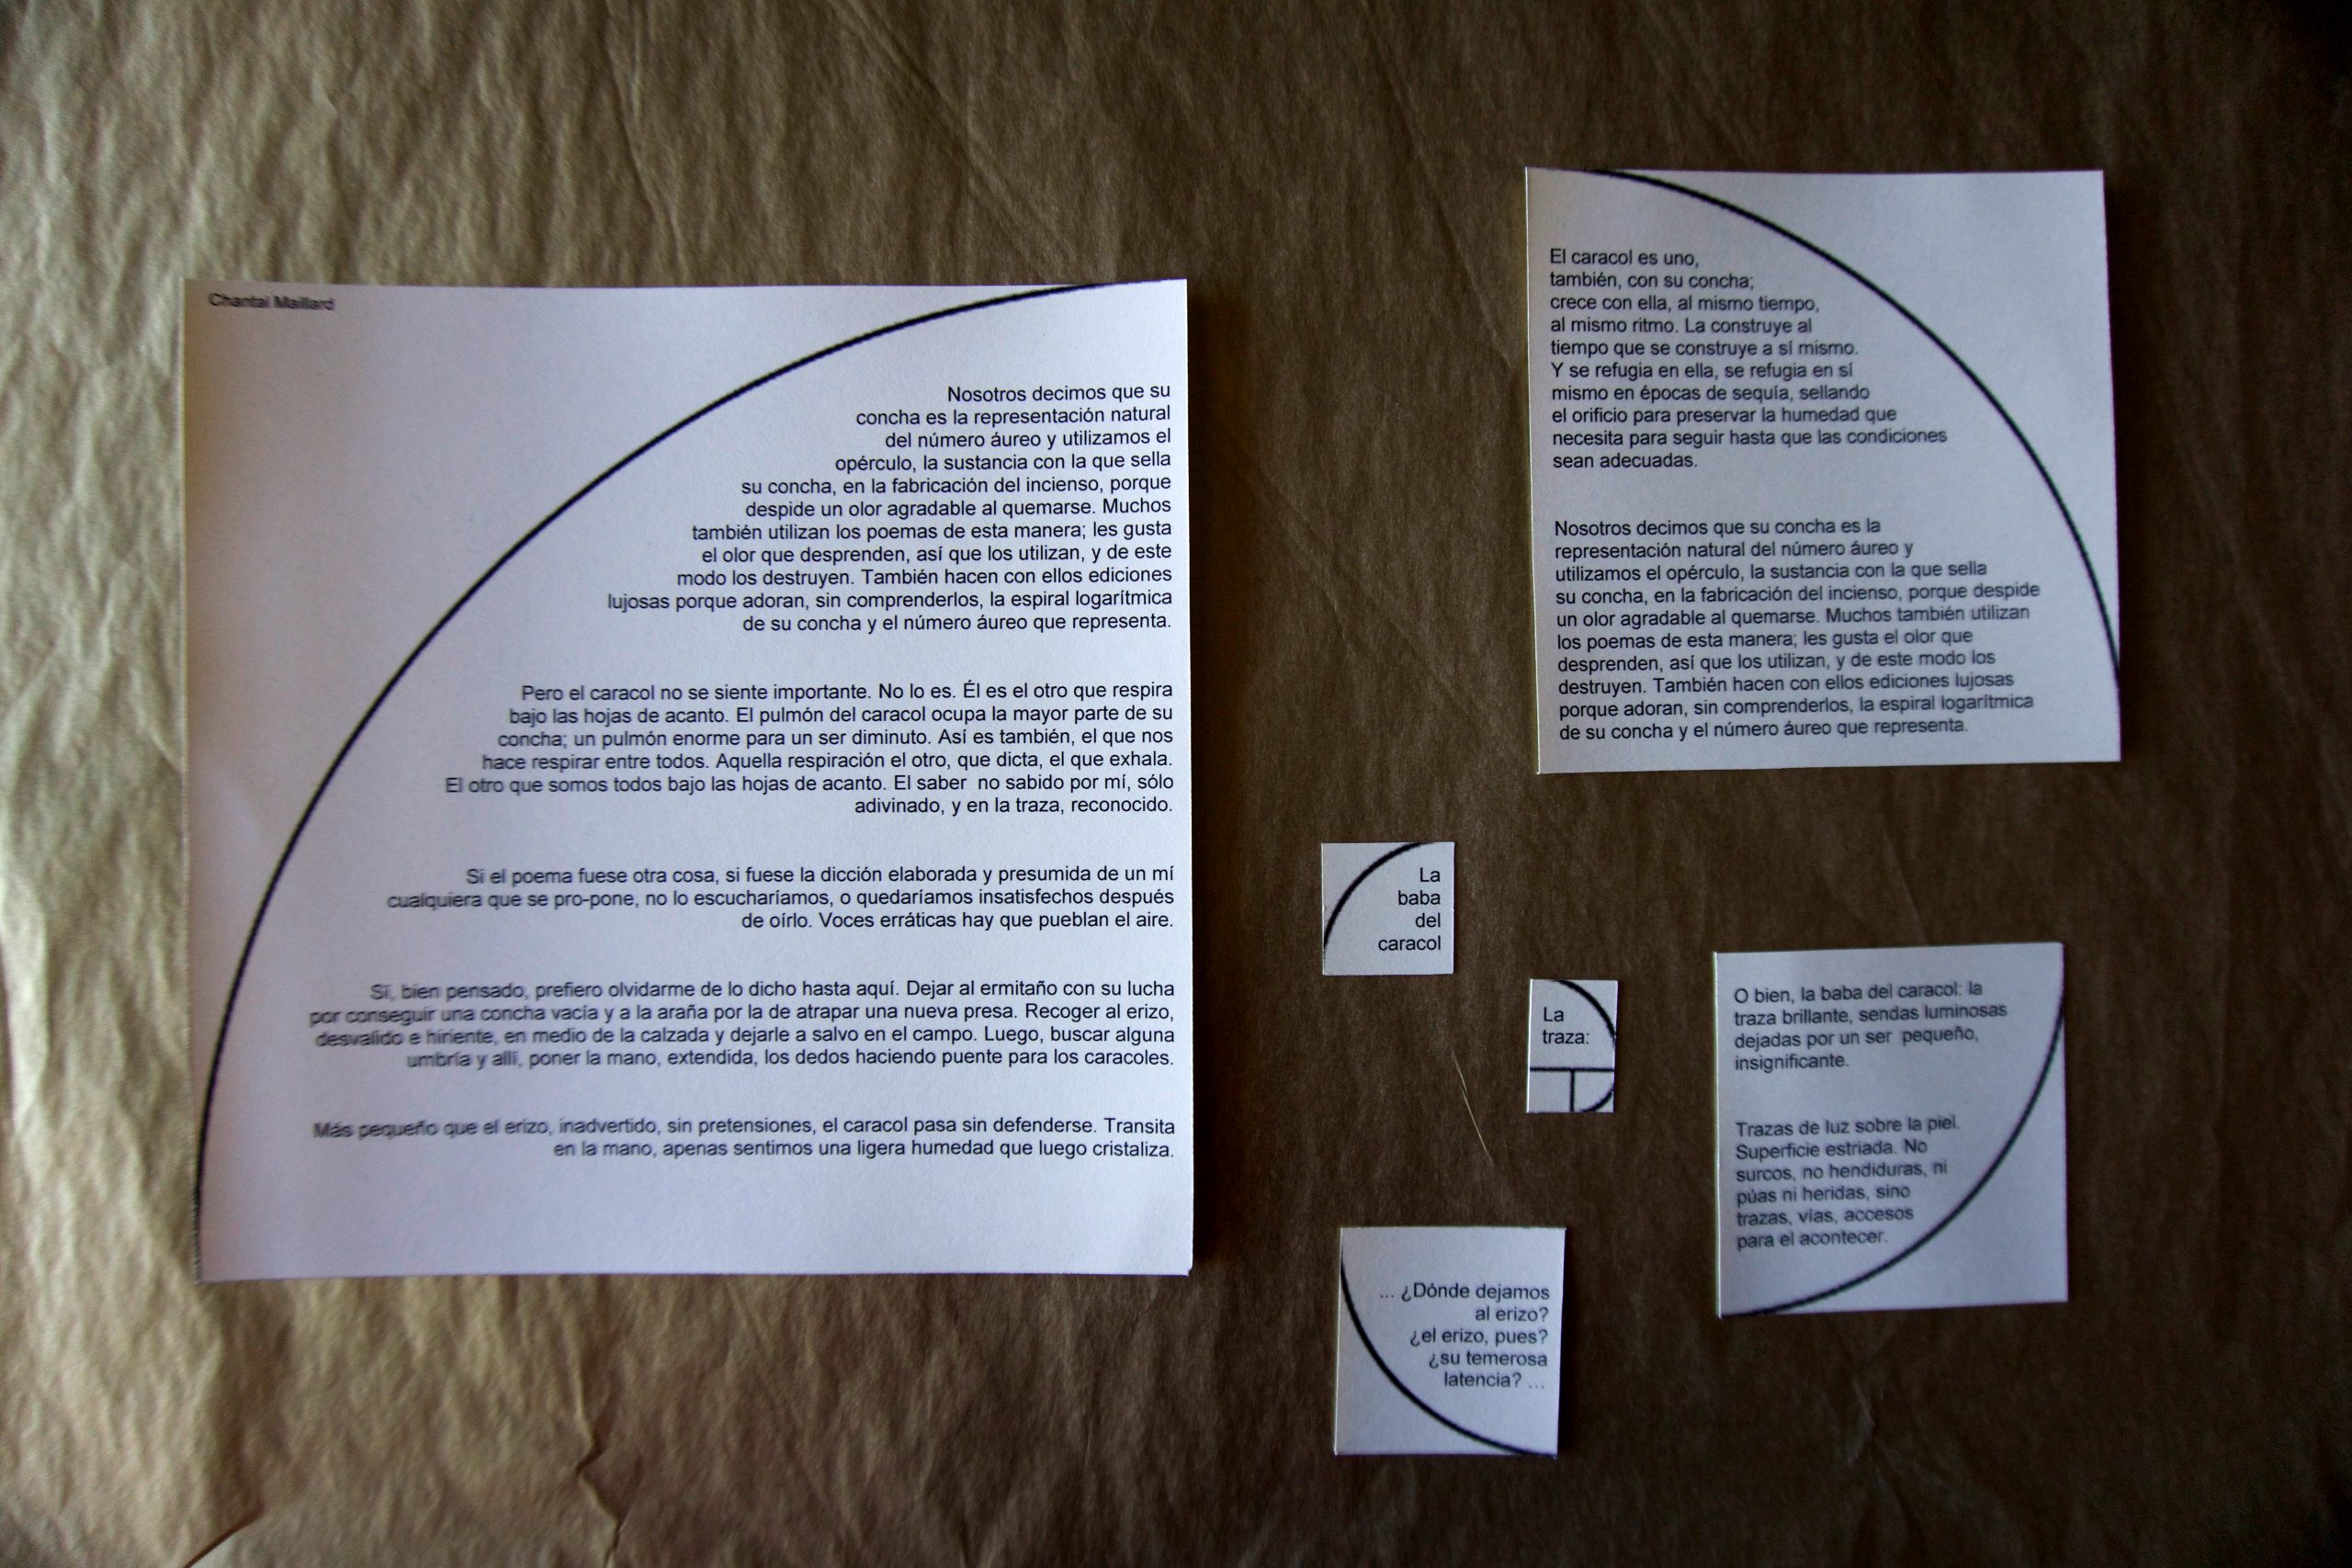 Chantal Maillard
Nosotros decimos que su
concha es la representación natural
del número áureo y utilizamos el
opérculo, la sustancia con la que sella
su concha, en la fabricación del incienso, porque
despide un olor agradable al quemarse. Muchos
también utilizan los poemas de esta manera; les gusta
el olor que desprenden, así que los utilizan, y de este
modo los destruyen. También hacen con ellos ediciones
lujosas porque adoran, sin comprenderlos, la espiral logarítmica
de su concha y el número áureo que representa.
Pero el caracol no se siente importante. No lo es. Él es el otro que respira
bajo las hojas de acanto. El pulmón del caracol ocupa la mayor parte de su
concha; un pulmón enorme para un ser diminuto. Así es también, el que nos
hace respirar entre todos. Aquella respiración el otro, que dicta, el que exhala.
El otro que somos todos bajo las hojas de acanto. El saber  no sabido por mí, sólo
adivinado, y en la traza, reconocido.
Si el poema fuese otra cosa, si fuese la dicción elaborada y presumida de un mí
cualquiera que se pro-pone, no lo escucharíamos, o quedaríamos insatisfechos después
de oírlo. Voces erráticas hay que pueblan el aire.
Sí, bien pensado, prefiero olvidarme de lo dicho hasta aquí. Dejar al ermitaño con su lucha
por conseguir una concha vacía y a la araña por la de atrapar una nueva presa. Recoger al erizo,
desvalido e hiriente, en medio de la calzada y dejarle a salvo en el campo. Luego, buscar alguna
umbría y allí, poner la mano, extendida, los dedos haciendo puente para los caracoles.
Más pequeño que el erizo, inadvertido, sin pretensiones, el caracol pasa sin defenderse. Transita
en la mano, apenas sentimos una ligera humedad que luego cristaliza.
El caracol es uno,
también, con su concha;
crece con ella, al mismo tiempo,
al mismo ritmo. La construye al
tiempo que se construye a sí mismo.
Y se refugia en ella, se refugia en sí
mismo en épocas de sequía, sellando
el orificio para preservar la humedad que
necesita para seguir hasta que las condiciones
sean adecuadas.
Nosotros decimos que su concha es la
representación natural del número áureo y
utilizamos el opérculo, la sustancia con la que sella
su concha, en la fabricación del incienso, porque despide
un olor agradable al quemarse. Muchos también utilizan
los poemas de esta manera; les gusta el olor que
desprenden, así que los utilizan, y de este modo los
destruyen. También hacen con ellos ediciones lujosas
porque adoran, sin comprenderlos, la espiral logarítmica
de su concha y el número áureo que representa.
La
baba
del
caracol
La
traza:
O bien, la baba del caracol: la
traza brillante, sendas luminosas
dejadas por un ser  pequeño,
insignificante.
Trazas de luz sobre la piel.
Superficie estriada. No
surcos, no hendiduras, ni
púas ni heridas, sino
trazas, vías, accesos
para el acontecer.
... ¿Dónde dejamos
al erizo?
¿el erizo, pues?
¿su temerosa
latencia? ...